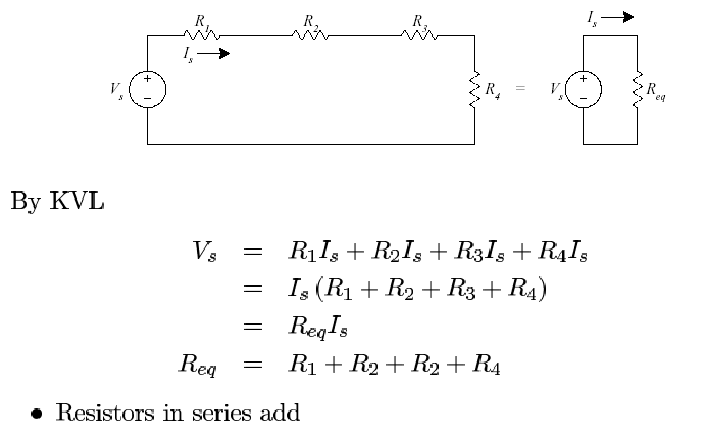 R1 R2 R3 Is
Is
Vs + − R4 = Vs + − Req
By KVL
Vs = R1Is + R2Is + R3Is + R4Is
= Is (R1 + R2 + R3 + R4)
= ReqIs
Req = R1 + R2 + R2 + R4
• Resistors in series add